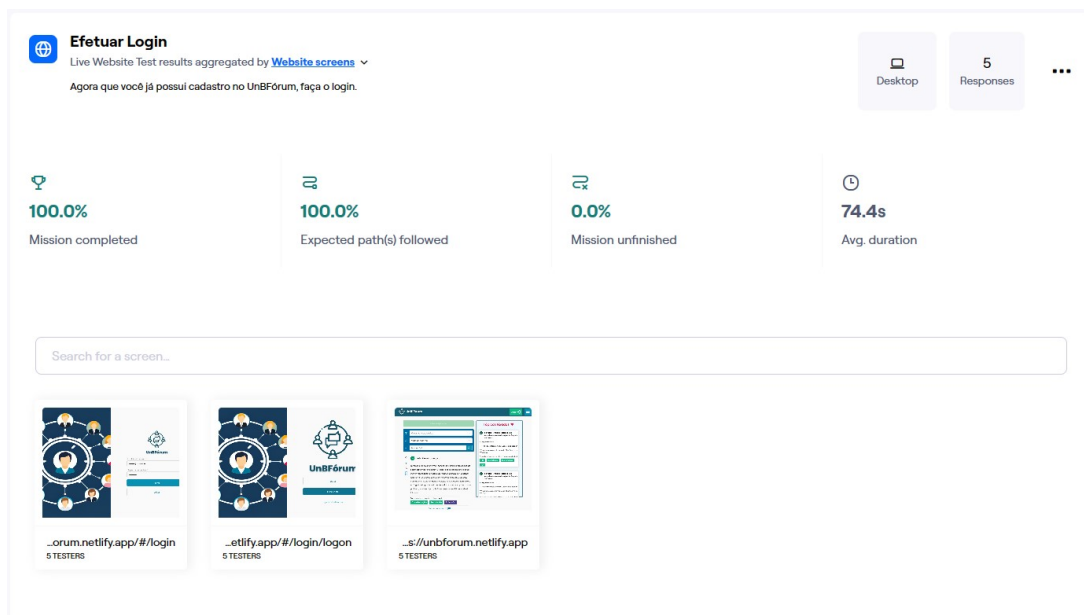 Efetuar Login
Live Website Test results aggregated by Website screens
Agora que você já possui cadastro no UnBFórum, faça o login.
Desktop
5
Responses
100.0%
Mission completed
100.0%
Expected path(s) followed
0.0%
Mission unfinished
74.4s
Avg. duration
Search for a screen...
UnBFórum
UnBFórum
...orum.netlify.app/#/login
5 TESTERS
...etlify.app/#/login/logon
5 TESTERS
...s://unbforum.netlify.app
5 TESTERS